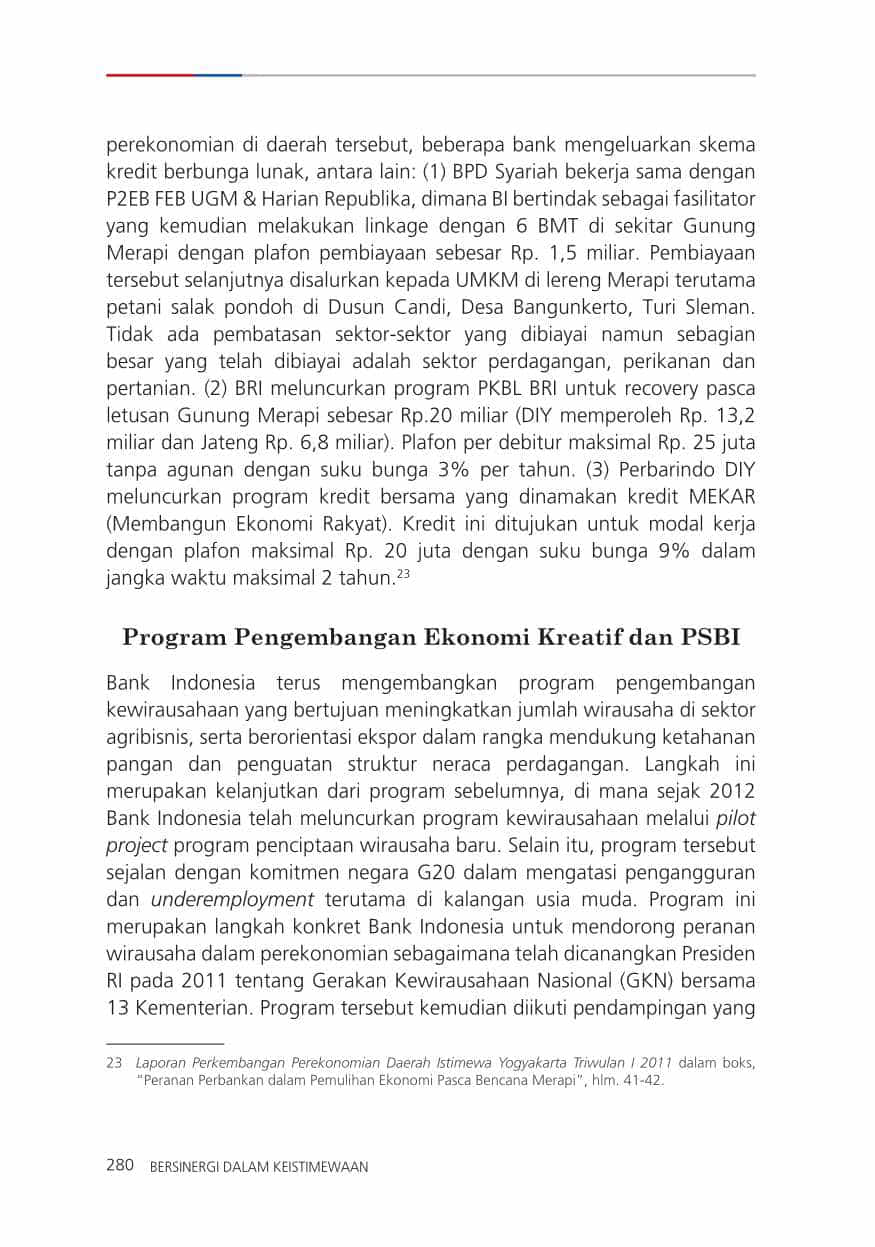 perekonomian di daerah tersebut, beberapa bank mengeluarkan skema
kredit berbunga lunak, antara lain: (1) BPD Syariah bekerja sama dengan
P2EB FEB UGM & Harian Republika, dimana BI bertindak sebagai fasilitator
yang kemudian melakukan linkage dengan 6 BMT di sekitar Gunung
Merapi dengan plafon pembiayaan sebesar Rp. 1,5 miliar. Pembiayaan
tersebut selanjutnya disalurkan kepada UMKM di lereng Merapi terutama
petani salak pondoh di Dusun Candi, Desa Bangunkerto, Turi Sleman.
Tidak ada pembatasan sektor-sektor yang dibiayai namun sebagian
besar yang telah dibiayai adalah sektor perdagangan, perikanan dan
pertanian. (2) BRI meluncurkan program PKBL BRI untuk recovery pasca
letusan Gunung Merapi sebesar Rp.20 miliar (DIY memperoleh Rp. 13,2
miliar dan Jateng Rp. 6,8 miliar). Plafon per debitur maksimal Rp. 25 juta
tanpa agunan dengan suku bunga 3% per tahun. (3) Perbarindo DIY
meluncurkan program kredit bersama yang dinamakan kredit MEKAR
(Membangun Ekonomi Rakyat). Kredit ini ditujukan untuk modal kerja
dengan plafon maksimal Rp. 20 juta dengan suku bunga 9% dalam
jangka waktu maksimal 2 tahun.23
Program Pengembangan Ekonomi Kreatif dan PSBI
Bank Indonesia terus mengembangkan program pengembangan
kewirausahaan yang bertujuan meningkatkan jumlah wirausaha di sektor
agribisnis, serta berorientasi ekspor dalam rangka mendukung ketahanan
pangan dan penguatan struktur neraca perdagangan. Langkah ini
merupakan kelanjutkan dari program sebelumnya, di mana sejak 2012
Bank Indonesia telah meluncurkan program kewirausahaan melalui pilot
project program penciptaan wirausaha baru. Selain itu, program tersebut
sejalan dengan komitmen negara G20 dalam mengatasi pengangguran
dan underemployment terutama di kalangan usia muda. Program ini
merupakan langkah konkret Bank Indonesia untuk mendorong peranan
wirausaha dalam perekonomian sebagaimana telah dicanangkan Presiden
RI pada 2011 tentang Gerakan Kewirausahaan Nasional (GKN) bersama
13 Kementerian. Program tersebut kemudian diikuti pendampingan yang
23 Laporan Perkembangan Perekonomian Daerah Istimewa Yogyakarta Triwulan I 2011 dalam boks,
“Peranan Perbankan dalam Pemulihan Ekonomi Pasca Bencana Merapi”, hlm. 41-42.
280 BERSINERGI DALAM KEISTIMEWAAN